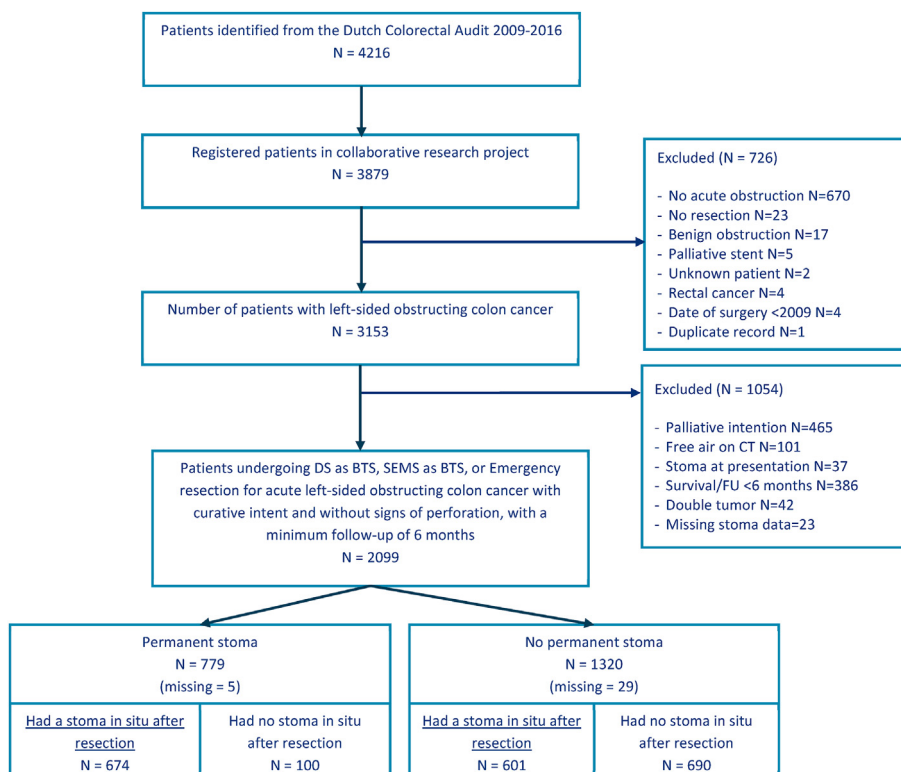 Patients identified from the Dutch Colorectal Audit 2009-2016
N = 4216
Registered patients in collaborative research project
N = 3879
Excluded (N = 726)
- No acute obstruction N=670
- No resection N=23
- Benign obstruction N=17
- Palliative stent N=5
- Unknown patient N=2
- Rectal cancer N=4
- Date of surgery <2009 N=4
- Duplicate record N=1
Number of patients with left-sided obstructing colon cancer
N = 3153
Excluded (N = 1054)
- Palliative intention N=465
- Free air on CT N=101
- Stoma at presentation N=37
- Survival/FU <6 months N=386
- Double tumor N=42
- Missing stoma data=23
Patients undergoing DS as BTS, SEMS as BTS, or Emergency
resection for acute left-sided obstructing colon cancer with
curative intent and without signs of perforation, with a
minimum follow-up of 6 months
N = 2099
Permanent stoma
N = 779
(missing = 5)
No permanent stoma
N = 1320
(missing = 29)
Had a stoma in situ after
resection
N = 674
Had no stoma in situ
after resection
N = 100
Had a stoma in situ after
resection
N = 601
Had no stoma in situ
after resection
N = 690